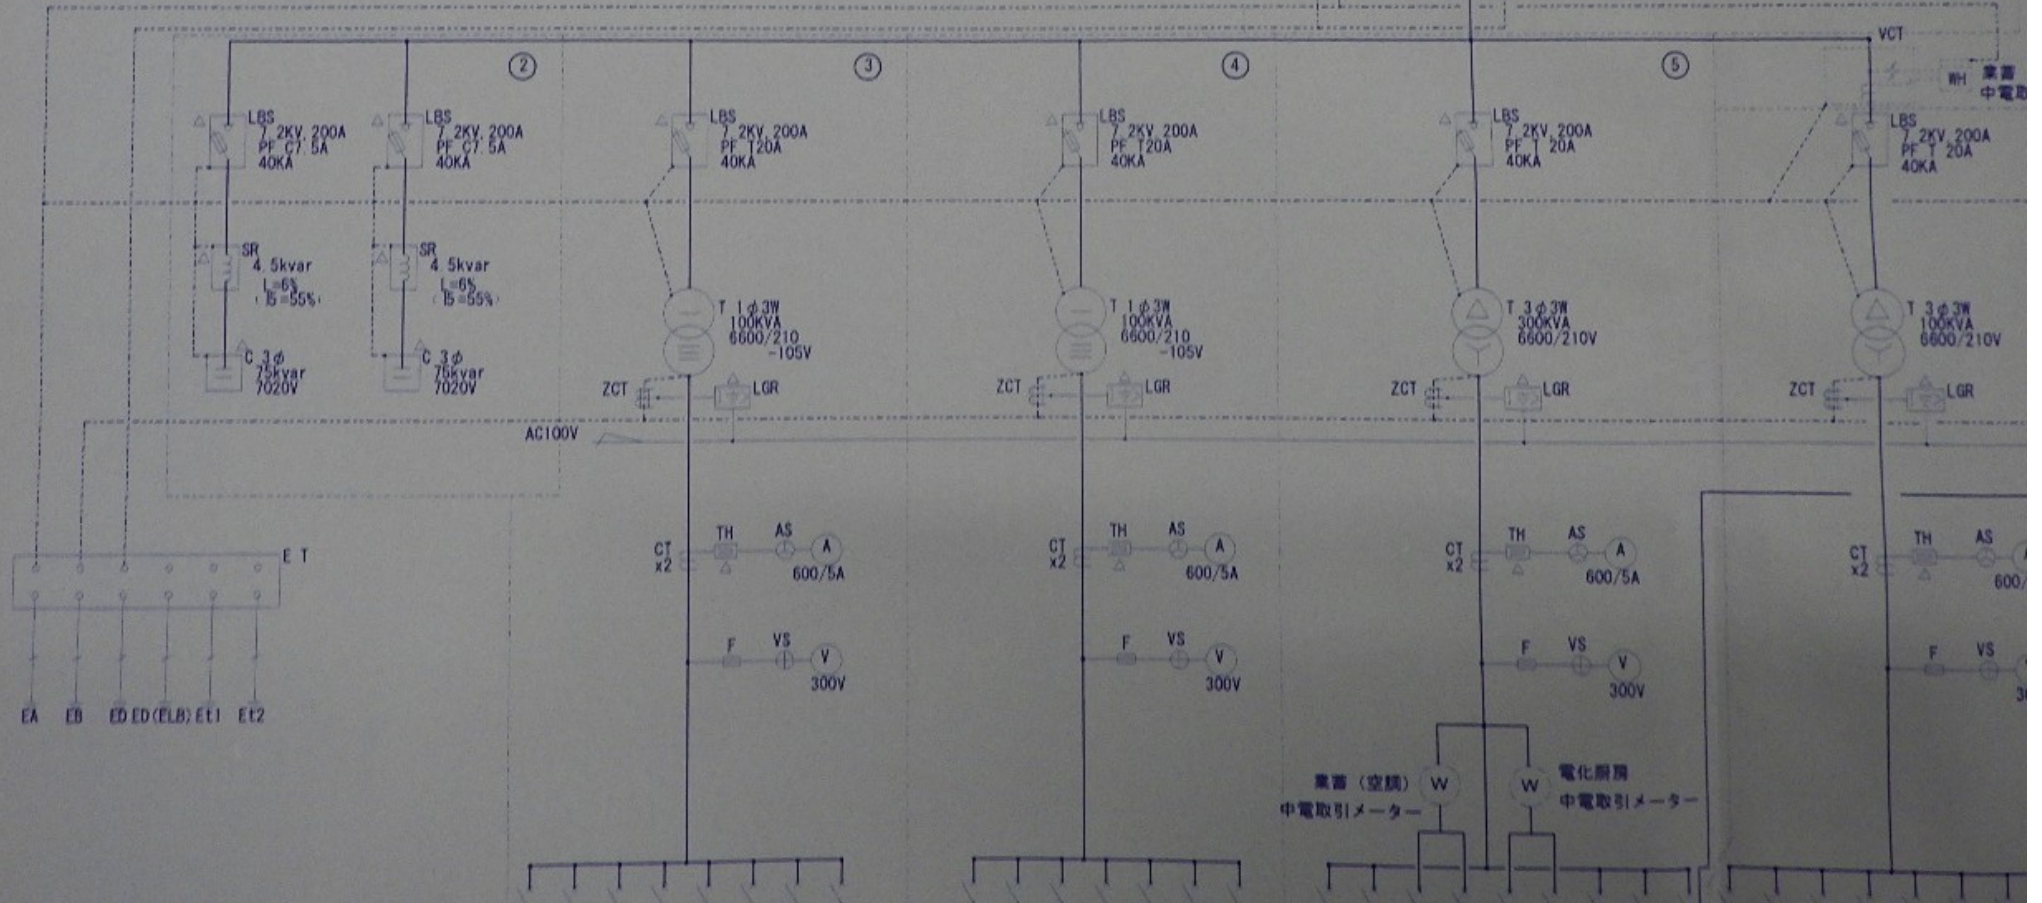 VCT
②
③
④
⑤
WH
業蓄
中電取
LBS
7.2KV 200A
PF C7.5A
40KA
LBS
7.2KV 200A
PF C7.5A
40KA
LBS
7.2KV 200A
PF T20A
40KA
LBS
7.2KV 200A
PF T20A
40KA
LBS
7.2KV 200A
PF T 20A
40KA
LBS
7.2KV 200A
PF T 20A
40KA
SR
4.5kvar
L=6%
(I5=55%)
SR
4.5kvar
L=6%
(I5=55%)
C 3φ
75kvar
7020V
C 3φ
75kvar
7020V
T 1φ3W
100KVA
6600/210
-105V
T 1φ3W
100KVA
6600/210
-105V
T 3φ3W
300KVA
6600/210V
T 3φ3W
100KVA
6600/210V
ZCT
LGR
ZCT
LGR
ZCT
LGR
ZCT
LGR
AC100V
CT
x2
TH
AS
A
600/5A
CT
x2
TH
AS
A
600/5A
CT
x2
TH
AS
A
600/5A
CT
x2
TH
AS
600/
E T
F
VS
V
300V
F
VS
V
300V
F
VS
V
300V
F
VS
EA
EB
ED
ED(ELB)
Et1
Et2
業蓄(空調)
中電取引メーター
W
W
電化厨房
中電取引メーター